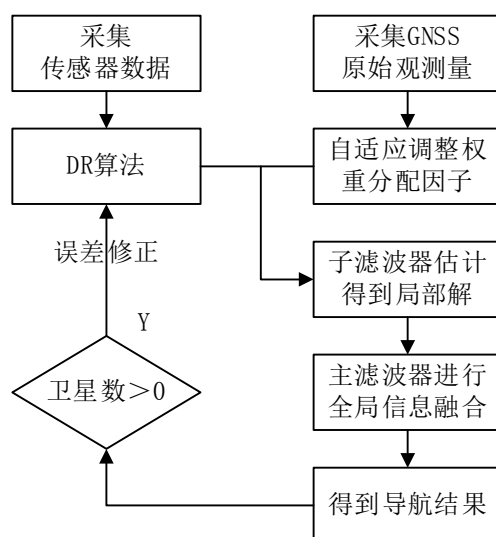 采集
传感器数据
采集GNSS
原始观测量
DR算法
自适应调整权
重分配因子
误差修正
子滤波器估计
得到局部解
Y
卫星数＞0
主滤波器进行
全局信息融合
得到导航结果